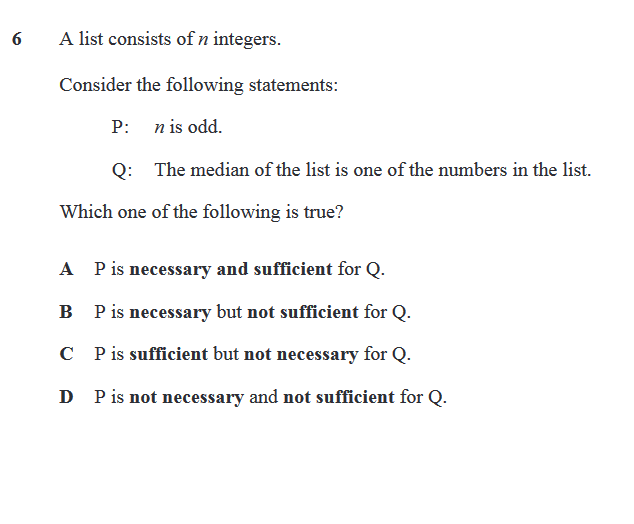 6 A list consists of n integers.
Consider the following statements:
P: n is odd.
Q: The median of the list is one of the numbers in the list.
Which one of the following is true?
A P is necessary and sufficient for Q.
B P is necessary but not sufficient for Q.
C P is sufficient but not necessary for Q.
D P is not necessary and not sufficient for Q.